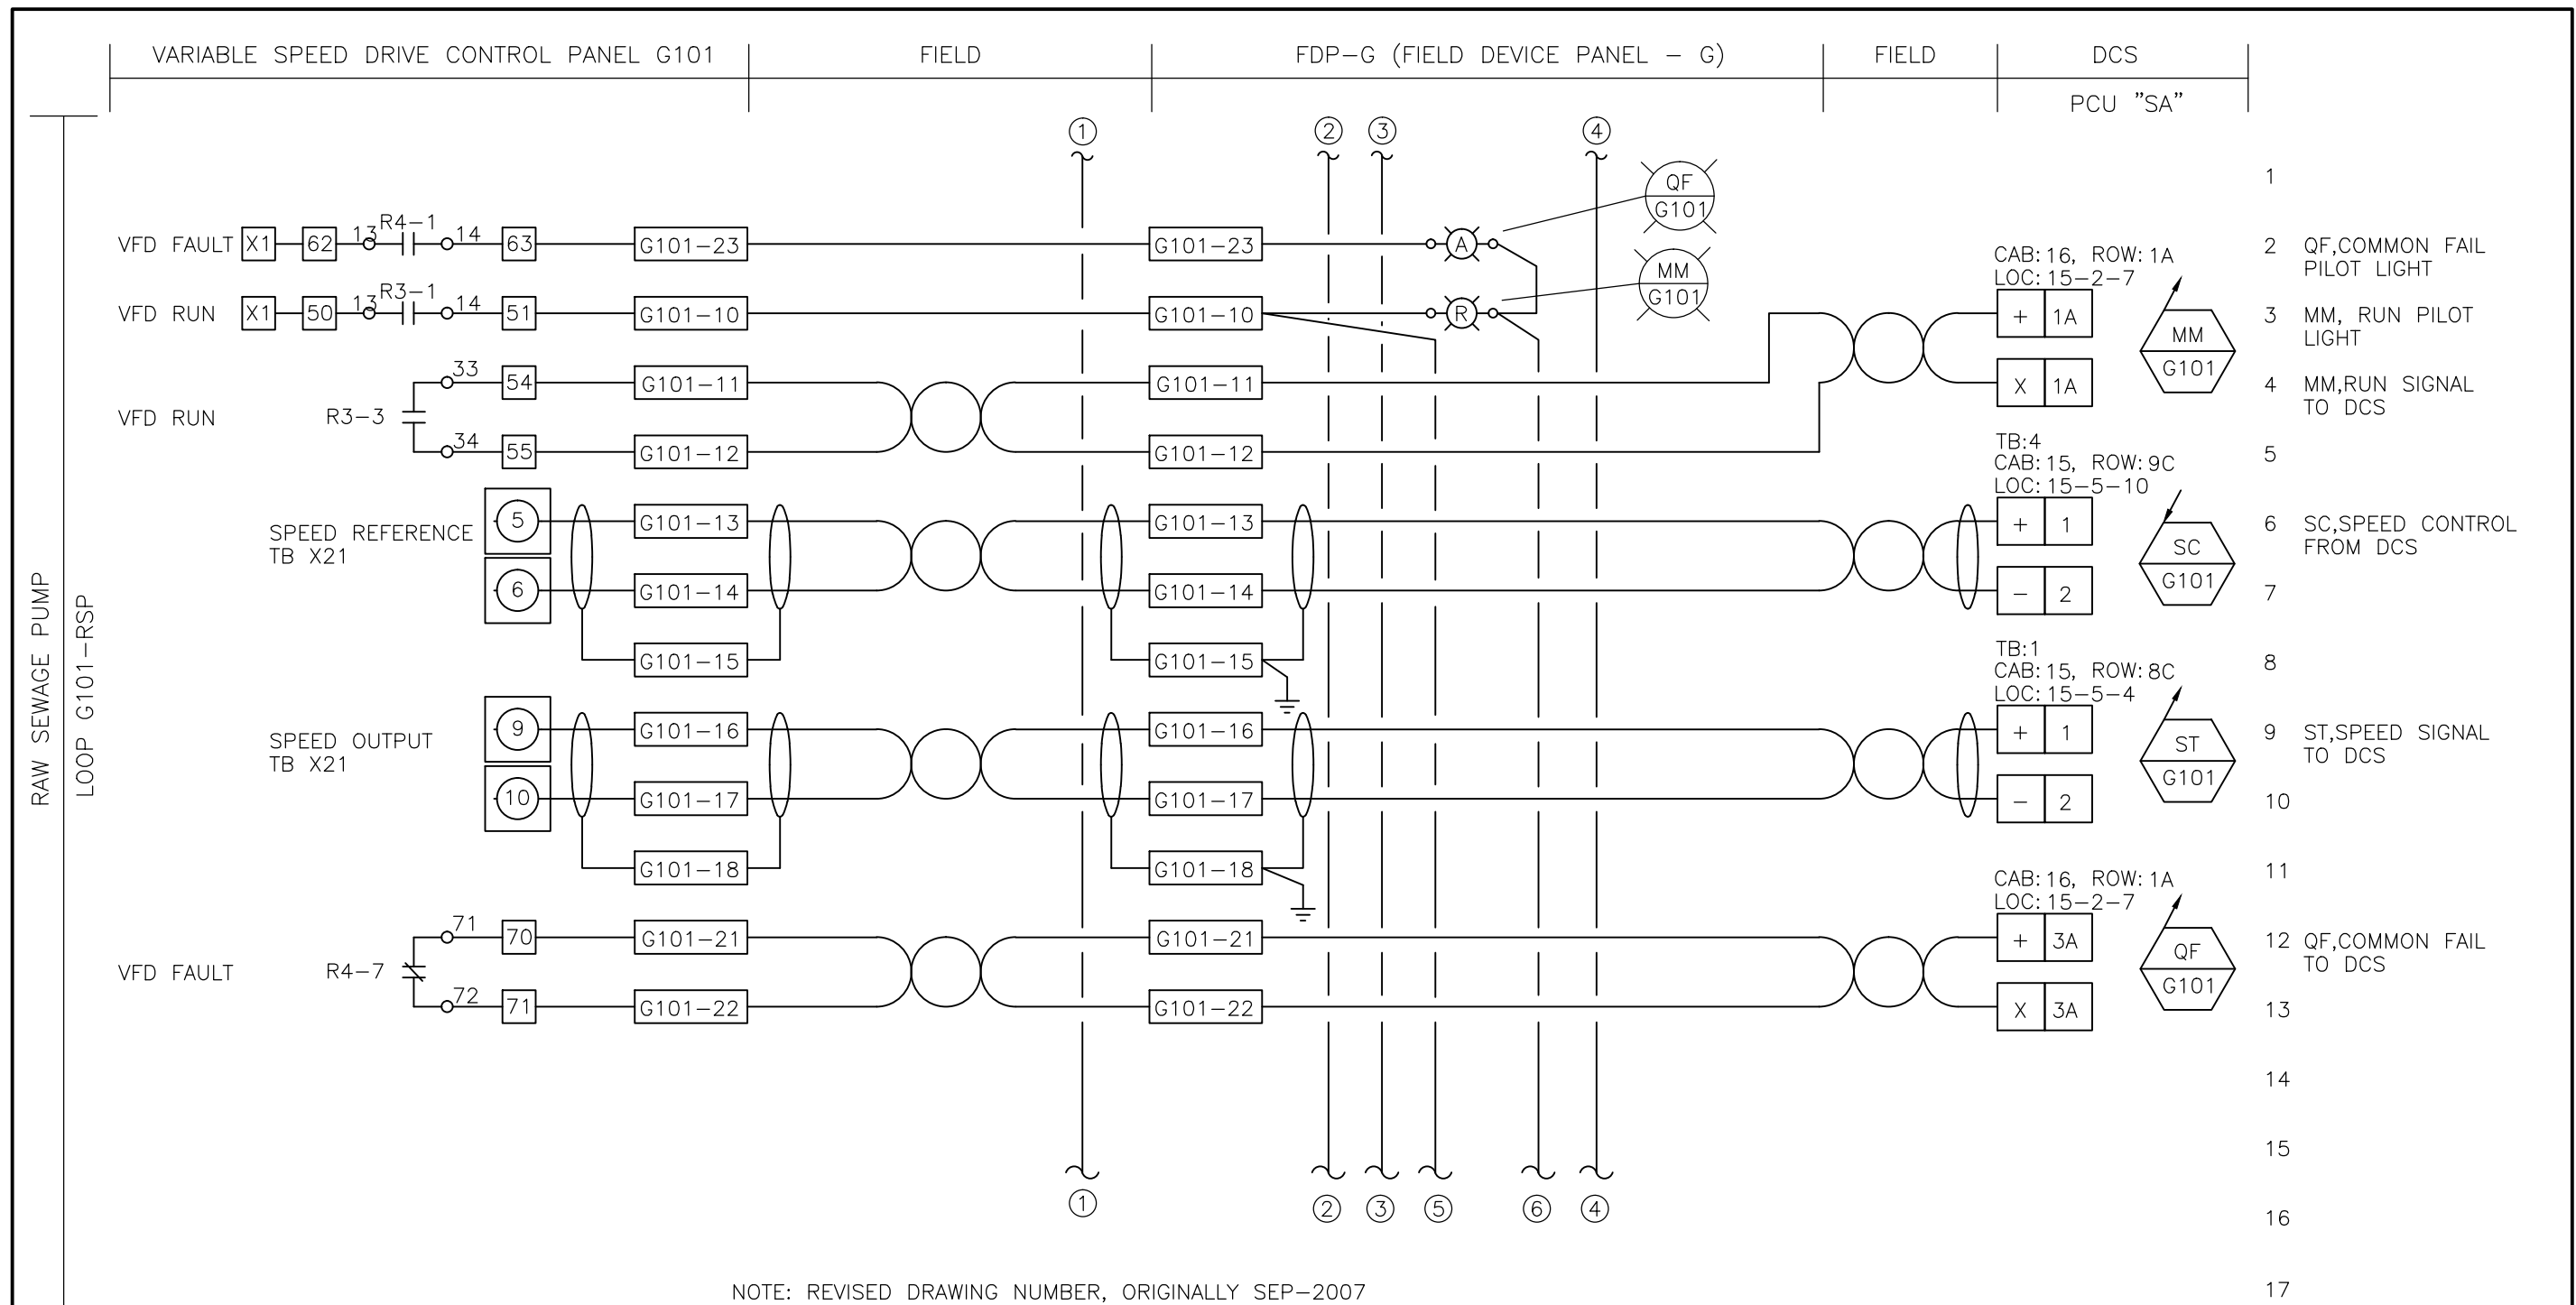 VARIABLE SPEED DRIVE CONTROL PANEL G101
FIELD
FDP-G (FIELD DEVICE PANEL - G)
FIELD
DCS
PCU "SA"
RAW SEWAGE PUMP
LOOP G101-RSP
1
2
3
4
1
QF
G101
VFD FAULT X1 62 13 R4-1 14 63 G101-23 G101-23 A
2 QF,COMMON FAIL
PILOT LIGHT
MM
G101
CAB:16, ROW:1A
LOC:15-2-7
VFD RUN X1 50 13 R3-1 14 51 G101-10 G101-10 R + 1A
3 MM, RUN PILOT
LIGHT
MM
G101
33 54 G101-11 G101-11 X 1A
4 MM,RUN SIGNAL
TO DCS
VFD RUN R3-3
34 55 G101-12 G101-12
5
TB:4
CAB:15, ROW:9C
LOC:15-5-10
SPEED REFERENCE
TB X21
5 G101-13 G101-13 + 1
6 SC,SPEED CONTROL
FROM DCS
SC
G101
6 G101-14 G101-14 - 2
7
G101-15 G101-15
8
TB:1
CAB:15, ROW:8C
LOC:15-5-4
SPEED OUTPUT
TB X21
9 G101-16 G101-16 + 1
9 ST,SPEED SIGNAL
TO DCS
ST
G101
10 G101-17 G101-17 - 2
10
G101-18 G101-18
11
CAB:16, ROW:1A
LOC:15-2-7
71 70 G101-21 G101-21 + 3A
12 QF,COMMON FAIL
TO DCS
VFD FAULT R4-7
QF
G101
72 71 G101-22 G101-22 X 3A
13
14
15
1
2
3
5
6
4
16
NOTE: REVISED DRAWING NUMBER, ORIGINALLY SEP-2007
17